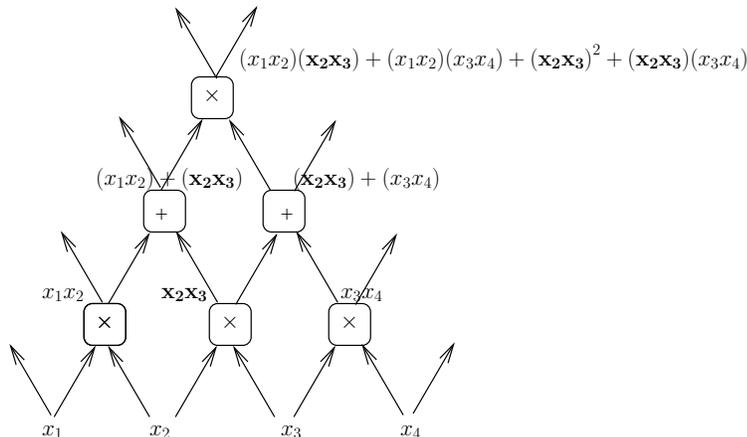 (x₁x₂)(𝐱₂𝐱₃) + (x₁x₂)(x₃x₄) + (𝐱₂𝐱₃)² + (𝐱₂𝐱₃)(x₃x₄)
×
(x₁x₂) + (𝐱₂𝐱₃) (𝐱₂𝐱₃) + (x₃x₄)
+ +
x₁x₂ 𝐱₂𝐱₃ x₃x₄
× × ×
x₁ x₂ x₃ x₄